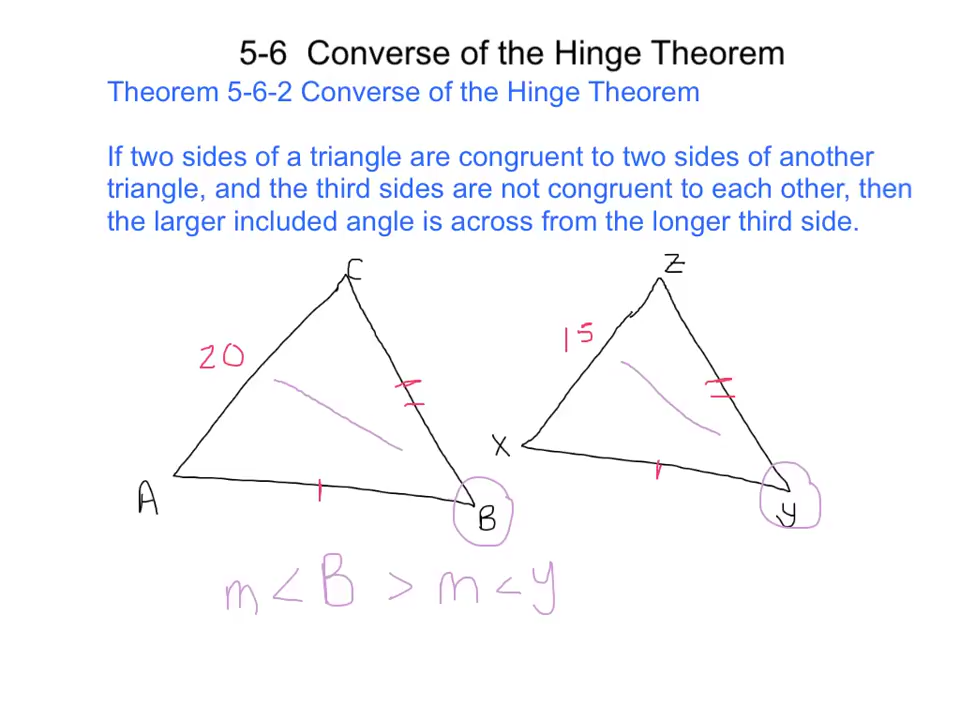 5-6 Converse of the Hinge Theorem
Theorem 5-6-2 Converse of the Hinge Theorem
If two sides of a triangle are congruent to two sides of another
triangle, and the third sides are not congruent to each other, then
the larger included angle is across from the longer third side.
C
Z
20
15
X
A
B
y
m < B > m < y